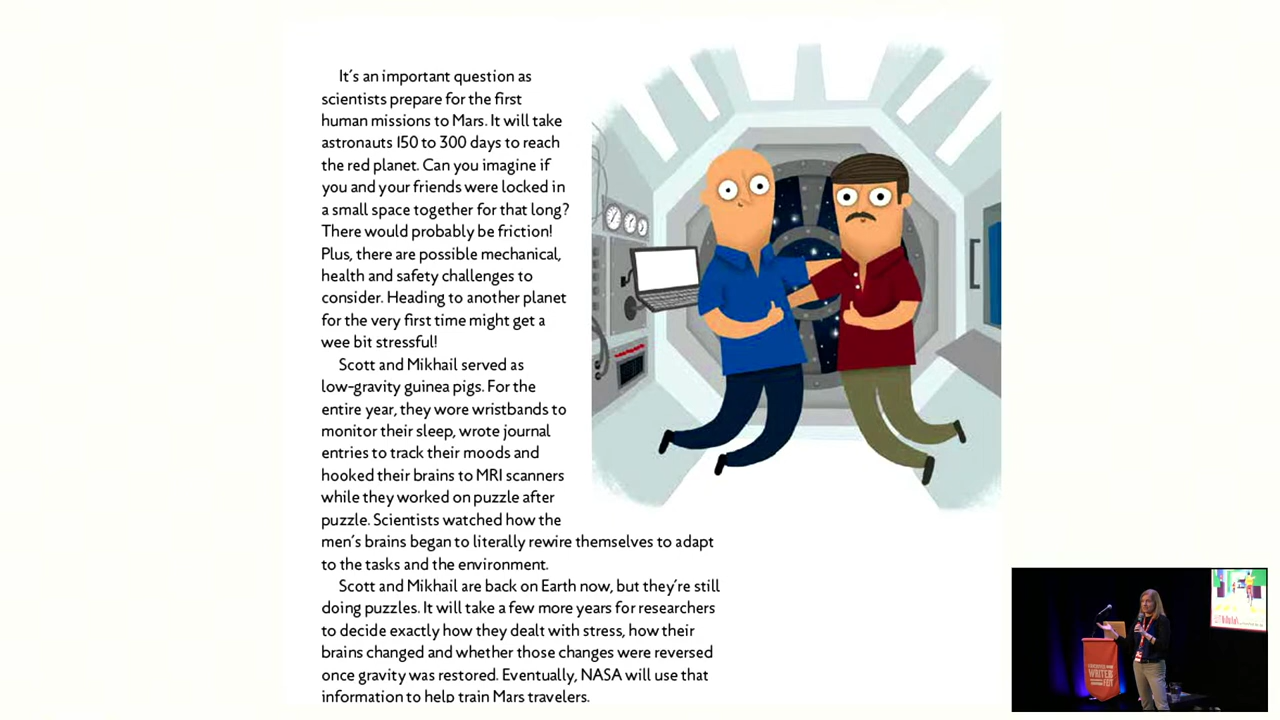 It's an important question as
scientists prepare for the first
human missions to Mars. It will take
astronauts 150 to 300 days to reach
the red planet. Can you imagine if
you and your friends were locked in
a small space together for that long?
There would probably be friction!
Plus, there are possible mechanical,
health and safety challenges to
consider. Heading to another planet
for the very first time might get a
wee bit stressful!
Scott and Mikhail served as
low-gravity guinea pigs. For the
entire year, they wore wristbands to
monitor their sleep, wrote journal
entries to track their moods and
hooked their brains to MRI scanners
while they worked on puzzle after
puzzle. Scientists watched how the
men's brains began to literally rewire themselves to adapt
to the tasks and the environment.
Scott and Mikhail are back on Earth now, but they're still
doing puzzles. It will take a few more years for researchers
to decide exactly how they dealt with stress, how their
brains changed and whether those changes were reversed
once gravity was restored. Eventually, NASA will use that
information to help train Mars travelers.
WRITER